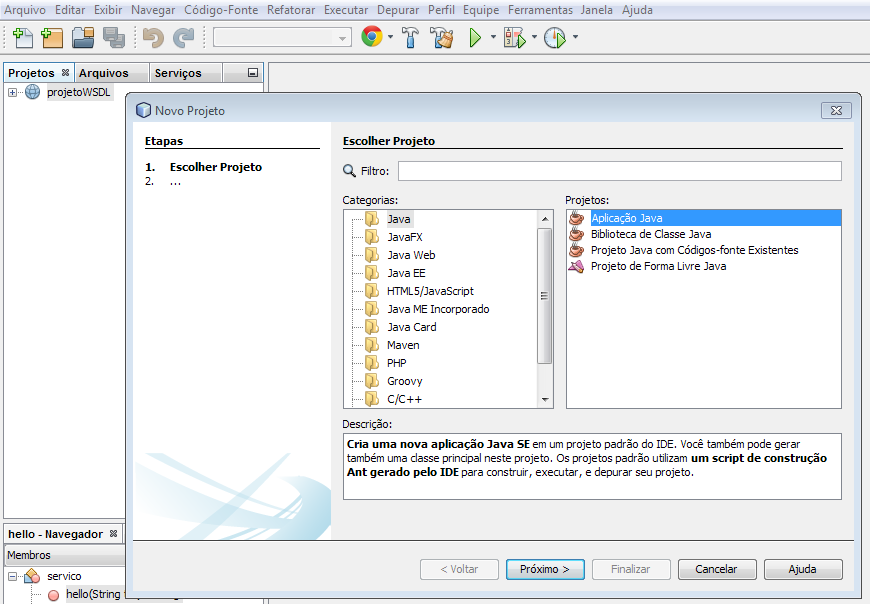 Arquivo Editar Exibir Navegar Código-Fonte Refatorar Executar Depurar Perfil Equipe Ferramentas Janela Ajuda
Projetos Arquivos Serviços
projetoWSDL
Novo Projeto
Etapas
1. Escolher Projeto
2. ...
Escolher Projeto
Filtro:
Categorias:
Java
JavaFX
Java Web
Java EE
HTML5/JavaScript
Java ME Incorporado
Java Card
Maven
PHP
Groovy
C/C++
Projetos:
Aplicação Java
Biblioteca de Classe Java
Projeto Java com Códigos-fonte Existentes
Projeto de Forma Livre Java
Descrição:
Cria uma nova aplicação Java SE em um projeto padrão do IDE. Você também pode gerar
também uma classe principal neste projeto. Os projetos padrão utilizam um script de construção
Ant gerado pelo IDE para construir, executar, e depurar seu projeto.
< Voltar Próximo > Finalizar Cancelar Ajuda
hello - Navegador
Membros
servico
hello(String